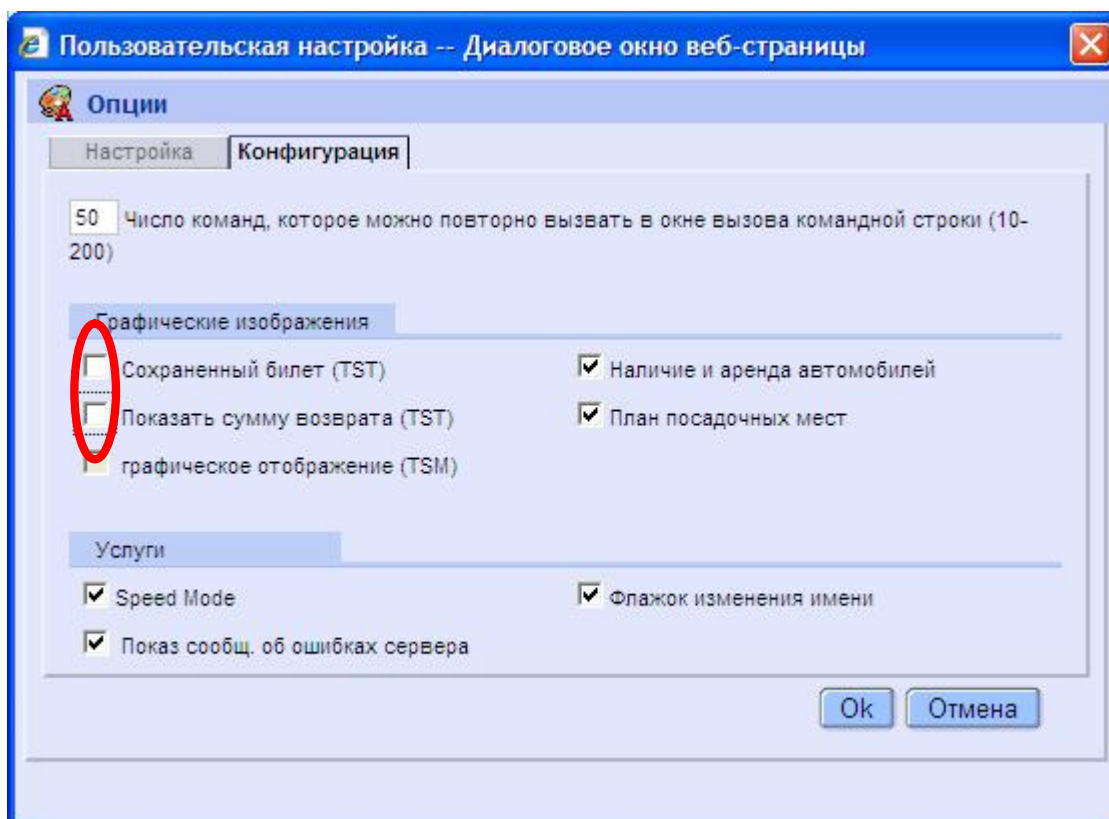 Пользовательская настройка -- Диалоговое окно веб-страницы
Опции
Настройка Конфигурация
50 Число команд, которое можно повторно вызвать в окне вызова командной строки (10-
200)
Графические изображения
Сохраненный билет (TST) Наличие и аренда автомобилей
Показать сумму возврата (TST) План посадочных мест
графическое отображение (TSM)
Услуги
Speed Mode Флажок изменения имени
Показ сообщ. об ошибках сервера
Ok Отмена